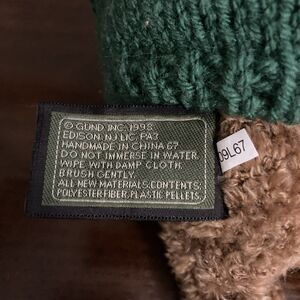 © GUND INC. 1998
EDISON, NJ LIC. PA3
HANDMADE IN CHINA 67
DO NOT IMMERSE IN WATER.
WIPE WITH DAMP CLOTH.
BRUSH GENTLY.
ALL NEW MATERIALS. CONTENTS:
POLYESTER FIBER, PLASTIC PELLETS.
09L67